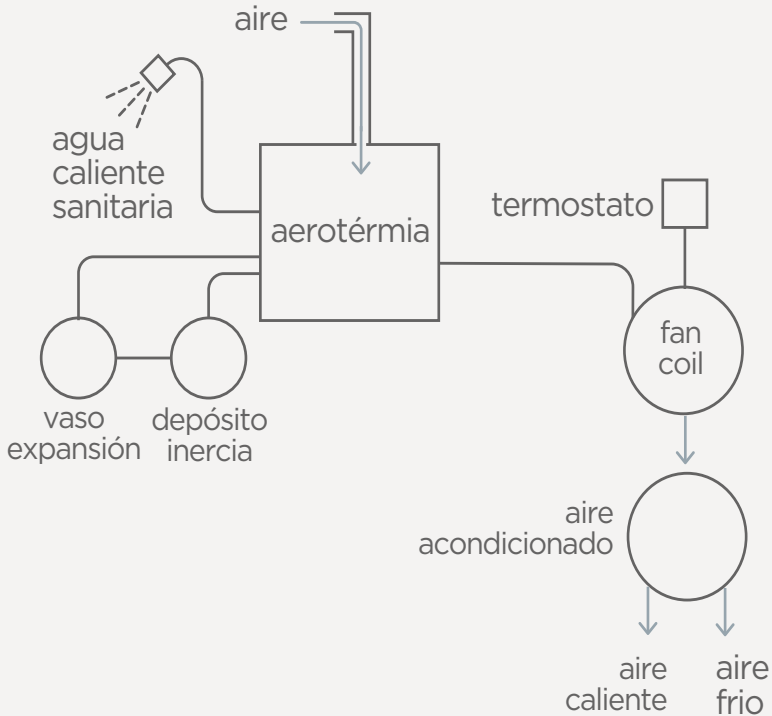 aire
agua
caliente
sanitaria
aerotérmia
termostato
fan
coil
vaso
expansión
depósito
inercia
aire
acondicionado
aire
caliente
aire
frio